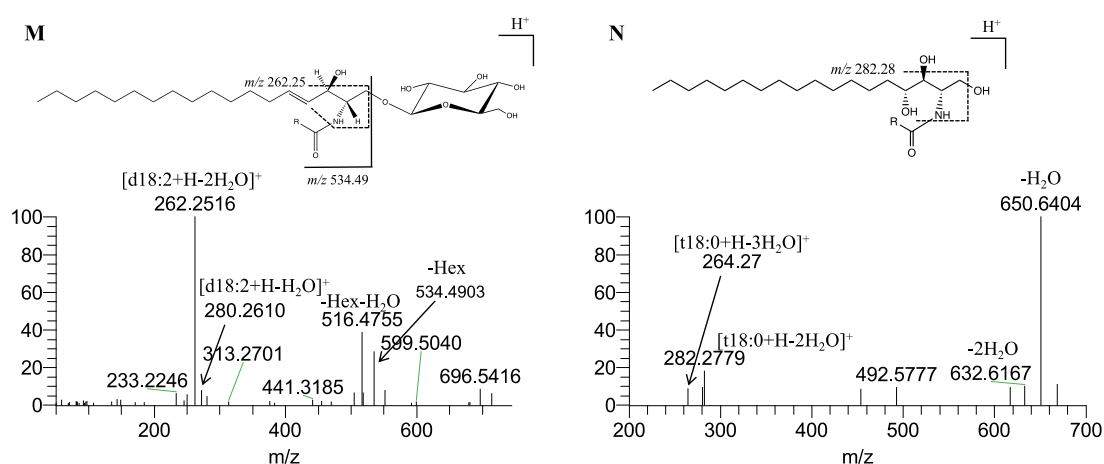 M
H+
m/z 262.25
H
OH
OH
HO
OH
O
O
OH
NH
H
R
O
m/z 534.49
[d18:2+H-2H2O]+
262.2516
[d18:2+H-H2O]+
280.2610
-Hex
534.4903
-Hex-H2O
516.4755
599.5040
313.2701
233.2246
441.3185
696.5416
100
80
60
40
20
0
200
400
600
m/z
N
H+
m/z 282.28
OH
OH
OH
NH
R
O
-H2O
650.6404
[t18:0+H-3H2O]+
264.27
[t18:0+H-2H2O]+
282.2779
-2H2O
632.6167
492.5777
100
80
60
40
20
0
200
300
400
500
600
700
m/z